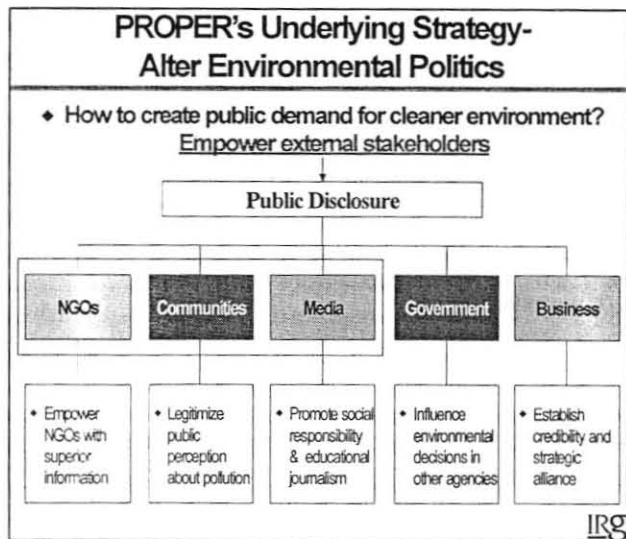 PROPER's Underlying Strategy-
Alter Environmental Politics
◆ How to create public demand for cleaner environment?
Empower external stakeholders
Public Disclosure
NGOs
Communities
Media
Government
Business
◆ Empower
NGOs with
superior
information
◆ Legitimize
public
perception
about pollution
◆ Promote social
responsibility
& educational
journalism
◆ Influence
environmental
decisions in
other agencies
◆ Establish
credibility and
strategic
alliance
IRg